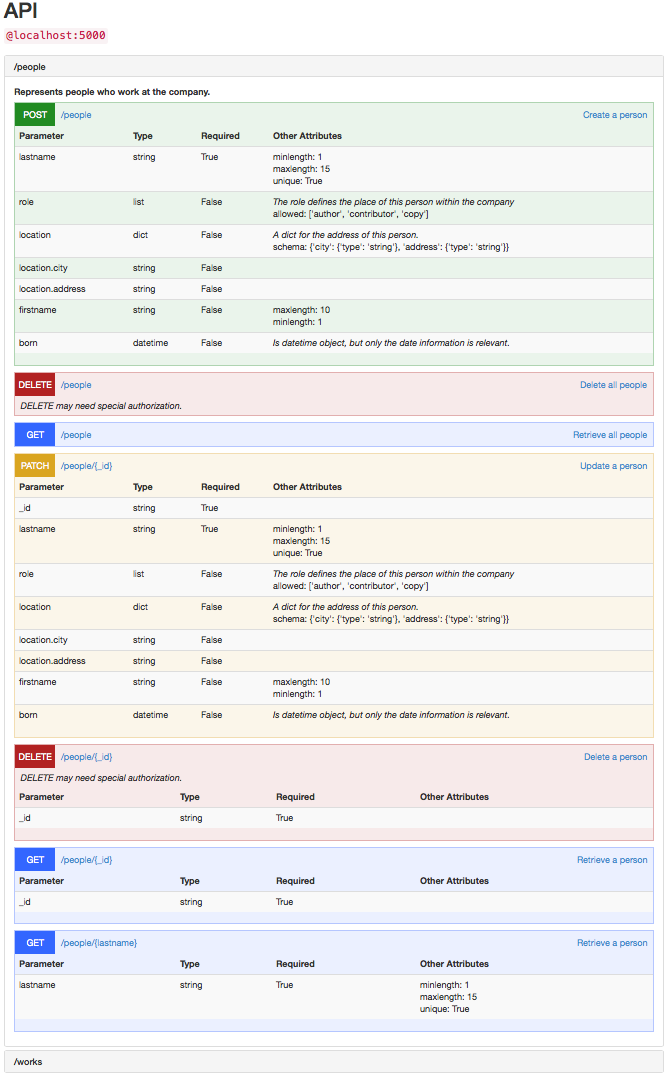 API
@localhost:5000
/people
Represents people who work at the company.
POST /people Create a person
Parameter Type Required Other Attributes
lastname string True minlength: 1
maxlength: 15
unique: True
role list False The role defines the place of this person within the company
allowed: ['author', 'contributor', 'copy']
location dict False A dict for the address of this person.
schema: {'city': {'type': 'string'}, 'address': {'type': 'string'}}
location.city string False
location.address string False
firstname string False maxlength: 10
minlength: 1
born datetime False Is datetime object, but only the date information is relevant.
DELETE /people Delete all people
DELETE may need special authorization.
GET /people Retrieve all people
PATCH /people/{_id} Update a person
Parameter Type Required Other Attributes
_id string True
lastname string True minlength: 1
maxlength: 15
unique: True
role list False The role defines the place of this person within the company
allowed: ['author', 'contributor', 'copy']
location dict False A dict for the address of this person.
schema: {'city': {'type': 'string'}, 'address': {'type': 'string'}}
location.city string False
location.address string False
firstname string False maxlength: 10
minlength: 1
born datetime False Is datetime object, but only the date information is relevant.
DELETE /people/{_id} Delete a person
DELETE may need special authorization.
Parameter Type Required Other Attributes
_id string True
GET /people/{_id} Retrieve a person
Parameter Type Required Other Attributes
_id string True
GET /people/{lastname} Retrieve a person
Parameter Type Required Other Attributes
lastname string True minlength: 1
maxlength: 15
unique: True
/works